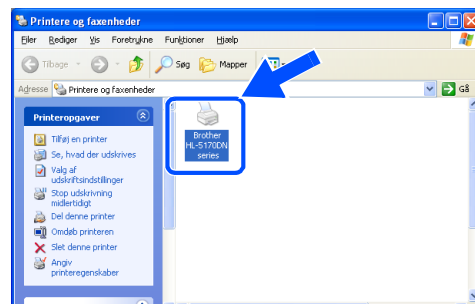 Printere og faxenheder
Filer Rediger Vis Foretrukne Funktioner Hjælp
Tilbage Søg Mapper
Adresse Printere og faxenheder Gå
Printeropgaver
Tilføj en printer
Se, hvad der udskrives
Valg af
udskriftsindstillinger
Stop udskrivning
midlertidigt
Del denne printer
Omdøb printeren
Slet denne printer
Angiv
printeregenskaber
Brother
HL-5170DN
series